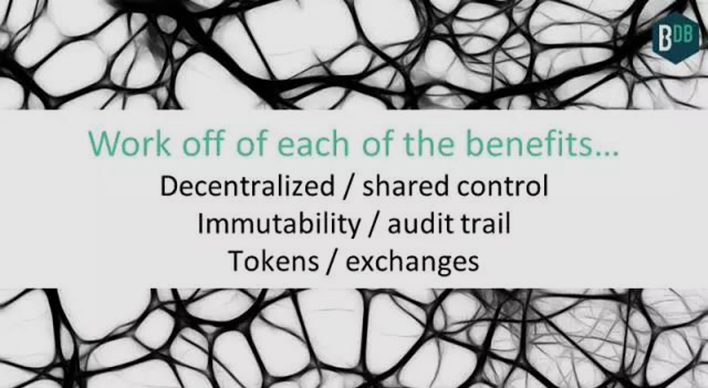 BDB
Work off of each of the benefits...
Decentralized / shared control
Immutability / audit trail
Tokens / exchanges